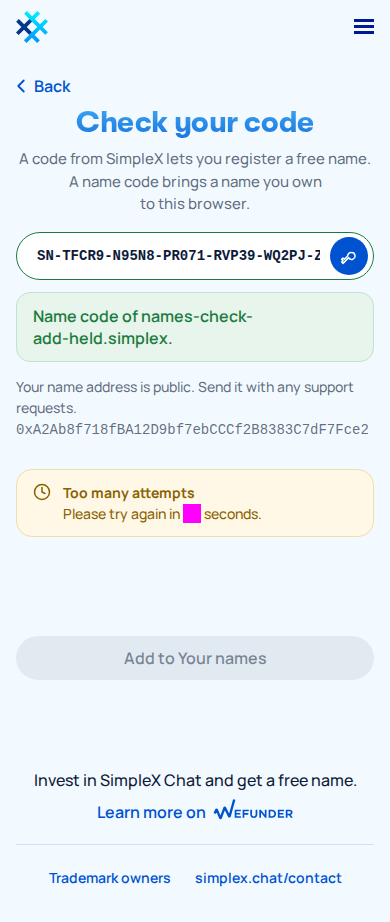 Back
Check your code
A code from SimpleX lets you register a free name.
A name code brings a name you own
to this browser.
SN-TFCR9-N95N8-PR071-RVP39-WQ2PJ-Z
Name code of names-check-
add-held.simplex.
Your name address is public. Send it with any support
requests.
0xA2Ab8f718fBA12D9bf7ebCCCf2B8383C7dF7Fce2
Too many attempts
Please try again in seconds.
Add to Your names
Invest in SimpleX Chat and get a free name.
Learn more on WEFUNDER
Trademark owners simplex.chat/contact